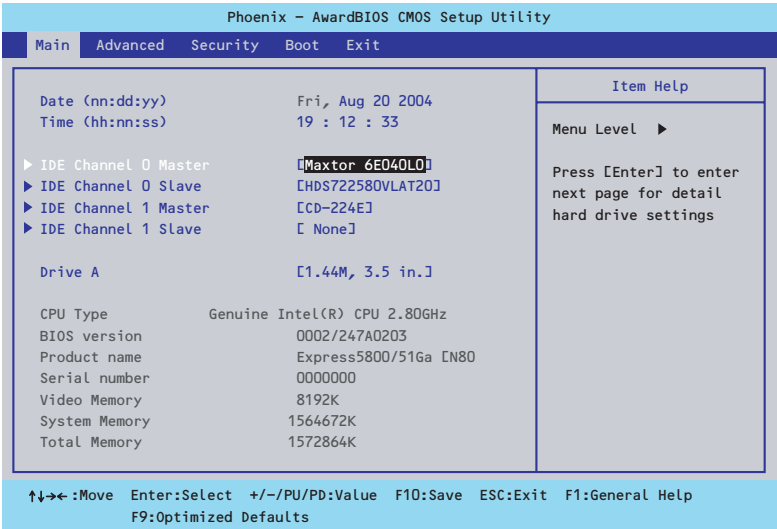 Phoenix – AwardBIOS CMOS Setup Utility
Main Advanced Security Boot Exit
Date (nn:dd:yy) Fri, Aug 20 2004
Time (hh:nn:ss) 19 : 12 : 33
▶ IDE Channel 0 Master [Maxtor 6E040L0]
▶ IDE Channel 0 Slave [HDS722580VLAT20]
▶ IDE Channel 1 Master [CD-224E]
▶ IDE Channel 1 Slave [ None]
Drive A [1.44M, 3.5 in.]
CPU Type Genuine Intel(R) CPU 2.80GHz
BIOS version 0002/247A0203
Product name Express5800/51Ga [N80
Serial number 0000000
Video Memory 8192K
System Memory 1564672K
Total Memory 1572864K
Item Help
Menu Level ▶
Press [Enter] to enter
next page for detail
hard drive settings
↑↓→←:Move Enter:Select +/-/PU/PD:Value F10:Save ESC:Exit F1:General Help
F9:Optimized Defaults